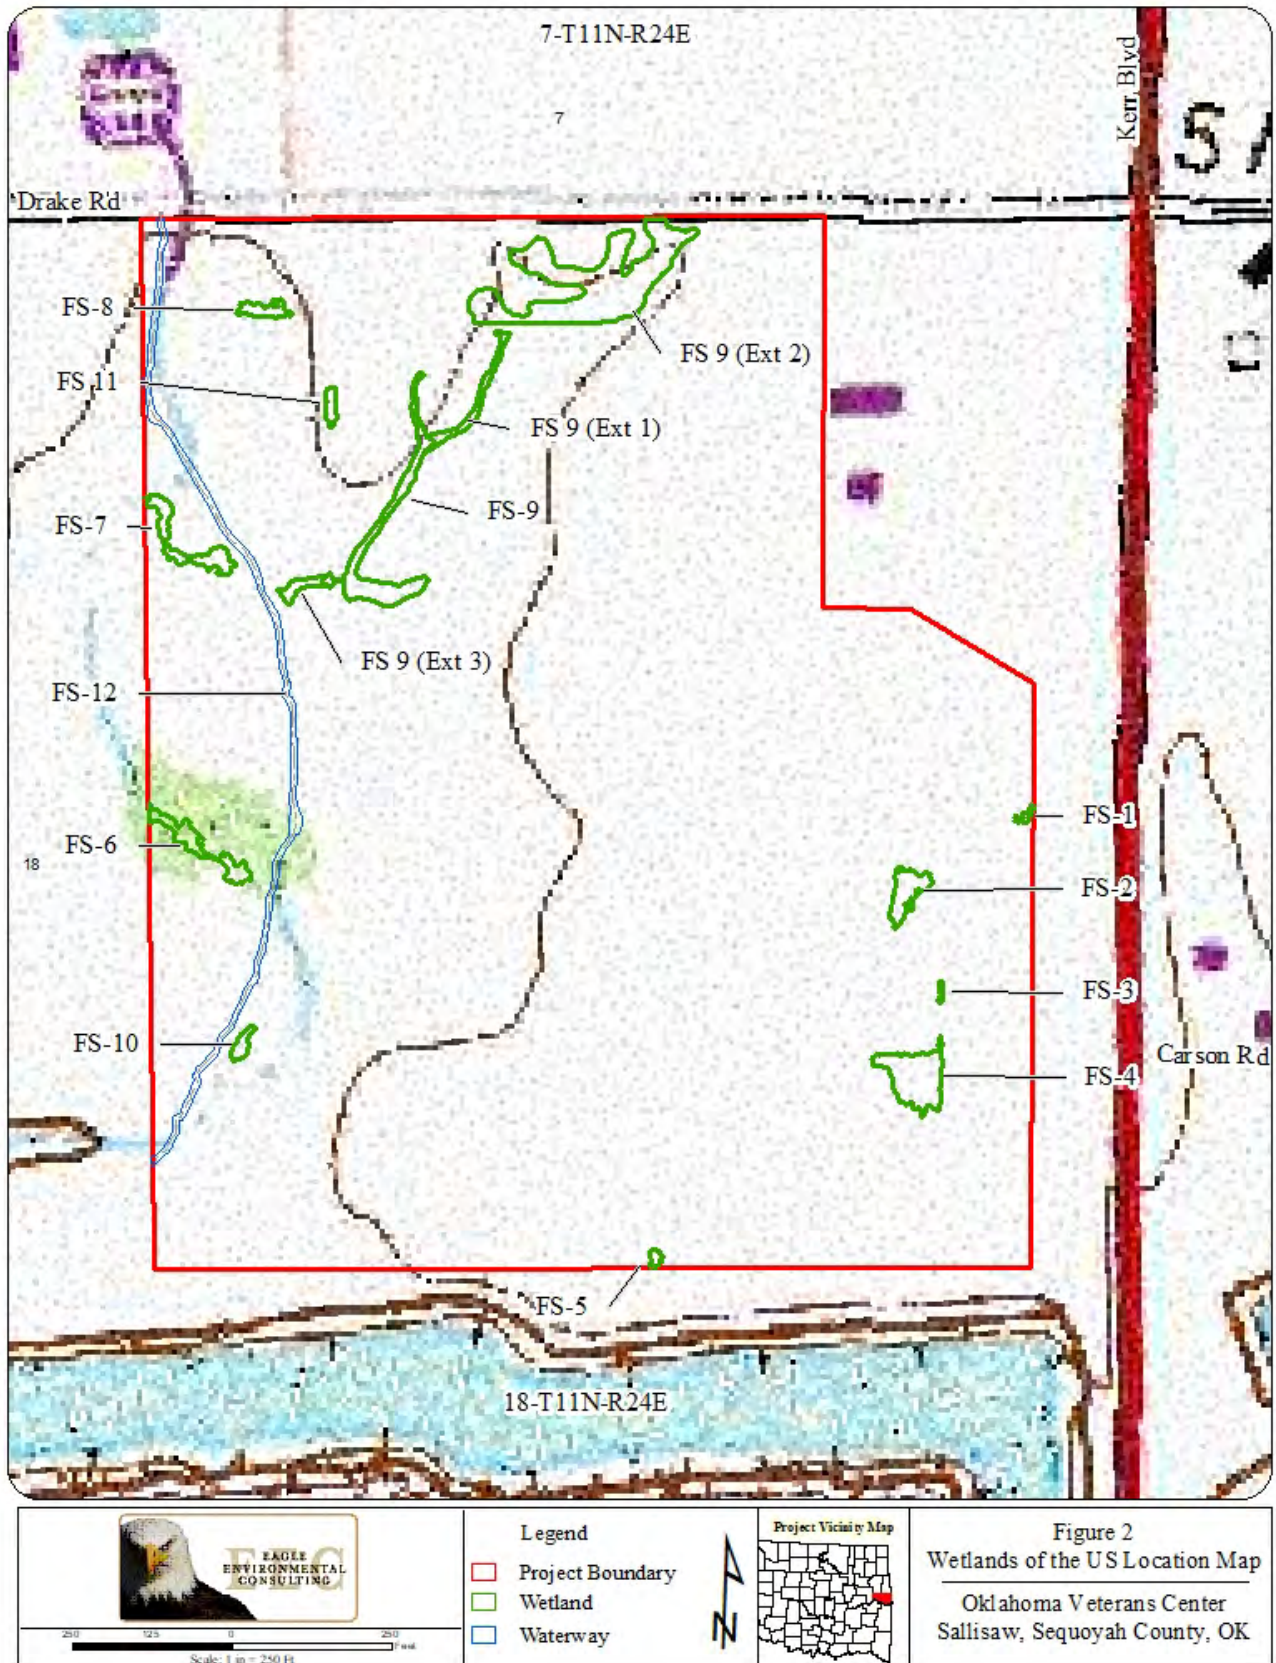 7-T11N-R24E
Kerr Blvd
7
Drake Rd
FS-8
FS 9 (Ext 2)
FS 11
FS 9 (Ext 1)
FS-9
FS-7
FS 9 (Ext 3)
FS-12
FS-1
FS-6
18
FS-2
FS-3
FS-10
Carson Rd
FS-4
FS-5
18-T11N-R24E
EAGLE
ENVIRONMENTAL
CONSULTING
250 125 0 250
Feet
Scale: 1 in = 250 Ft
Legend
Project Boundary
Wetland
Waterway
N
Project Vicinity Map
Figure 2
Wetlands of the US Location Map
Oklahoma Veterans Center
Sallisaw, Sequoyah County, OK